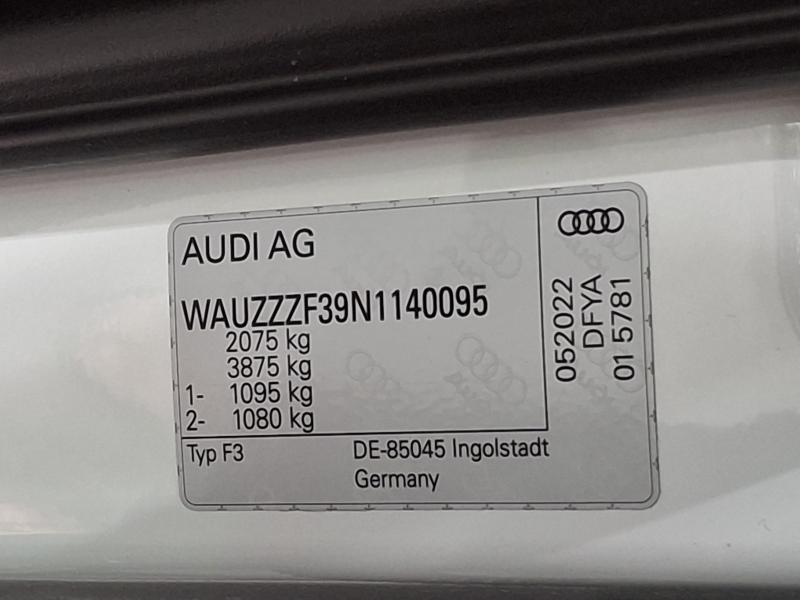 AUDI AG
WAUZZZF39N1140095
2075 kg
3875 kg
1- 1095 kg
2- 1080 kg
Typ F3
DE-85045 Ingolstadt
Germany
052022
DFYA
01 5781